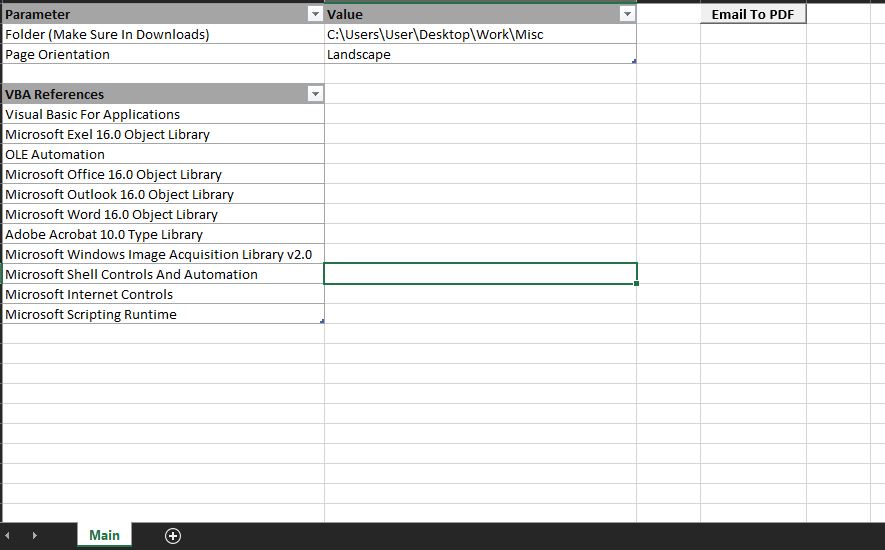 Parameter Value Email To PDF
Folder (Make Sure In Downloads) C:\Users\User\Desktop\Work\Misc
Page Orientation Landscape
VBA References
Visual Basic For Applications
Microsoft Exel 16.0 Object Library
OLE Automation
Microsoft Office 16.0 Object Library
Microsoft Outlook 16.0 Object Library
Microsoft Word 16.0 Object Library
Adobe Acrobat 10.0 Type Library
Microsoft Windows Image Acquisition Library v2.0
Microsoft Shell Controls And Automation
Microsoft Internet Controls
Microsoft Scripting Runtime
Main